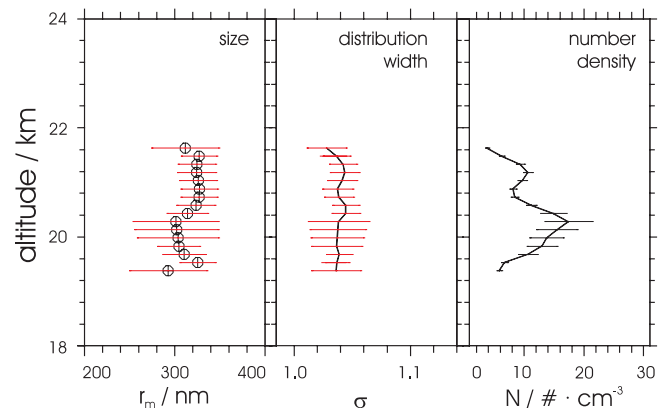 24
22
20
18
altitude / km
size
200
300
400
rₘ / nm
distribution
width
1.0
1.1
σ
number
density
0
10
20
30
N / # · cm⁻³